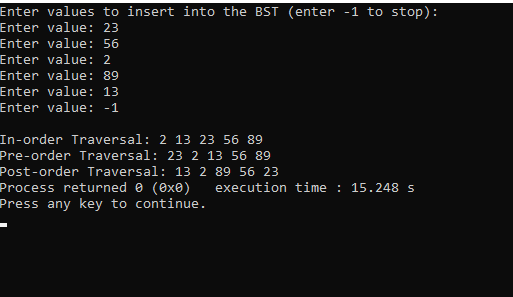 Enter values to insert into the BST (enter -1 to stop):
Enter value: 23
Enter value: 56
Enter value: 2
Enter value: 89
Enter value: 13
Enter value: -1
In-order Traversal: 2 13 23 56 89
Pre-order Traversal: 23 2 13 56 89
Post-order Traversal: 13 2 89 56 23
Process returned 0 (0x0)   execution time : 15.248 s
Press any key to continue.